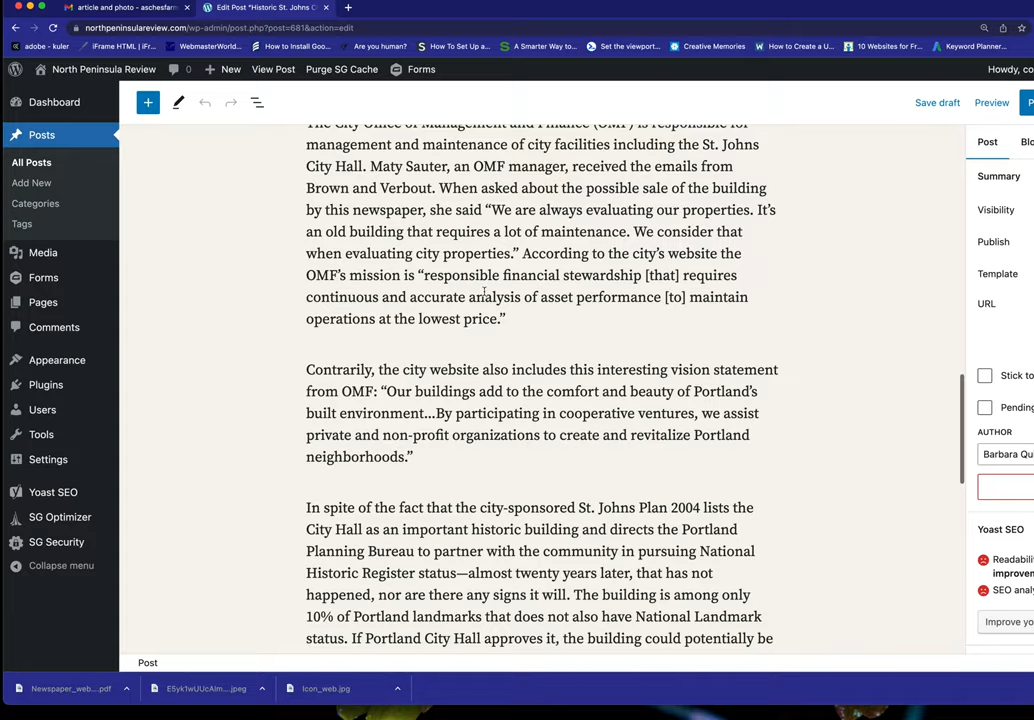 article and photo - aschesfarm
Edit Post "Historic St. Johns C
northpeninsulareview.com/wp-admin/post.php?post=681&action=edit
adobe - kuler
iFrame HTML | iFr...
WebmasterWorld...
How to Install Goo...
Are you human?
How To Set Up a...
A Smarter Way to...
Set the viewport...
Creative Memories
How to Create a U...
10 Websites for Fr...
Keyword Planner...
North Peninsula Review
0
New
View Post
Purge SG Cache
Forms
Howdy, co
Dashboard
Posts
All Posts
Add New
Categories
Tags
Media
Forms
Pages
Comments
Appearance
Plugins
Users
Tools
Settings
Yoast SEO
SG Optimizer
SG Security
Collapse menu
Save draft
Preview
P
The City Office of Management and Finance (OMF) is responsible for
management and maintenance of city facilities including the St. Johns
City Hall. Maty Sauter, an OMF manager, received the emails from
Brown and Verbout. When asked about the possible sale of the building
by this newspaper, she said “We are always evaluating our properties. It’s
an old building that requires a lot of maintenance. We consider that
when evaluating city properties.” According to the city’s website the
OMF’s mission is “responsible financial stewardship [that] requires
continuous and accurate analysis of asset performance [to] maintain
operations at the lowest price.”
Contrarily, the city website also includes this interesting vision statement
from OMF: “Our buildings add to the comfort and beauty of Portland’s
built environment...By participating in cooperative ventures, we assist
private and non-profit organizations to create and revitalize Portland
neighborhoods.”
In spite of the fact that the city-sponsored St. Johns Plan 2004 lists the
City Hall as an important historic building and directs the Portland
Planning Bureau to partner with the community in pursuing National
Historic Register status—almost twenty years later, that has not
happened, nor are there any signs it will. The building is among only
10% of Portland landmarks that does not also have National Landmark
status. If Portland City Hall approves it, the building could potentially be
Post
Blo
Summary
Visibility
Publish
Template
URL
Stick to
Pending
AUTHOR
Barbara Qu
Yoast SEO
Readabili
improvem
SEO analy
Improve yo
Post
Newspaper_web....pdf
E5yk1wUUcAIm....jpeg
Icon_web.jpg